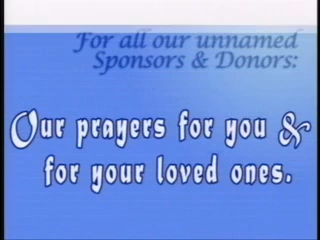 For all our unnamed
Sponsors & Donors:
Our prayers for you &
for your loved ones.